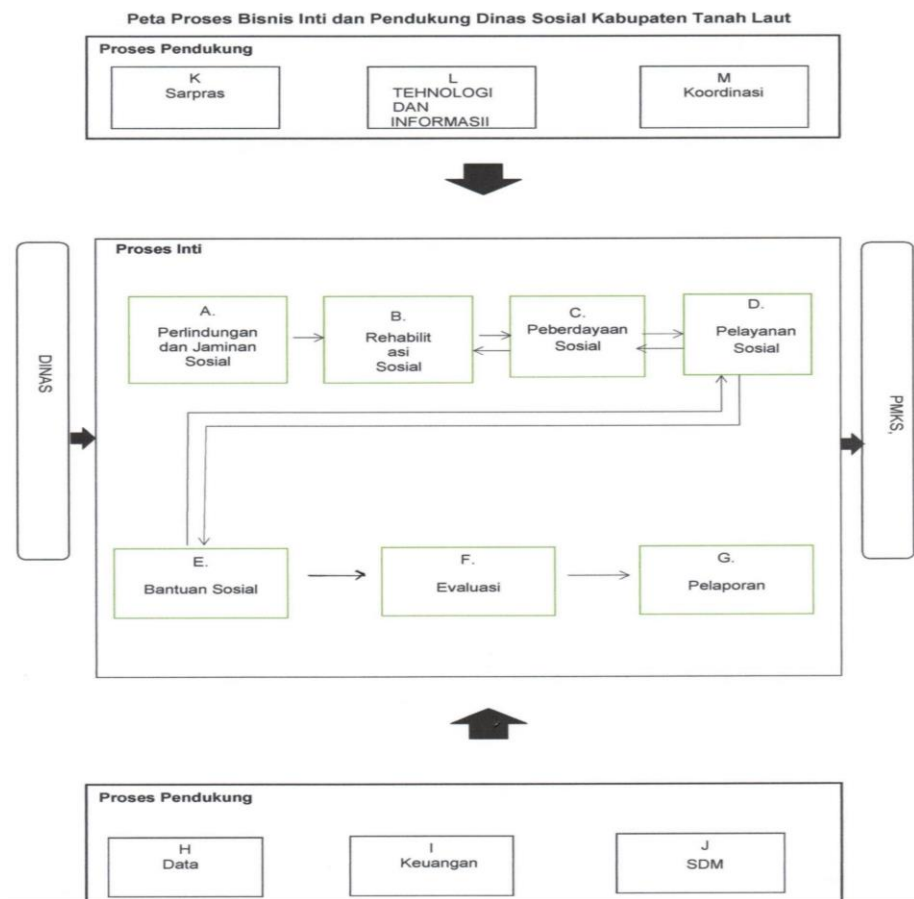 Peta Proses Bisnis Inti dan Pendukung Dinas Sosial Kabupaten Tanah Laut
Proses Pendukung
K
Sarpras
L
TEHNOLOGI
DAN
INFORMASII
M
Koordinasi
DINAS
Proses Inti
A.
Perlindungan
dan Jaminan
Sosial
B.
Rehabilit
asi
Sosial
C.
Peberdayaan
Sosial
D.
Pelayanan
Sosial
PMKS,
E.
Bantuan Sosial
F.
Evaluasi
G.
Pelaporan
Proses Pendukung
H
Data
I
Keuangan
J
SDM